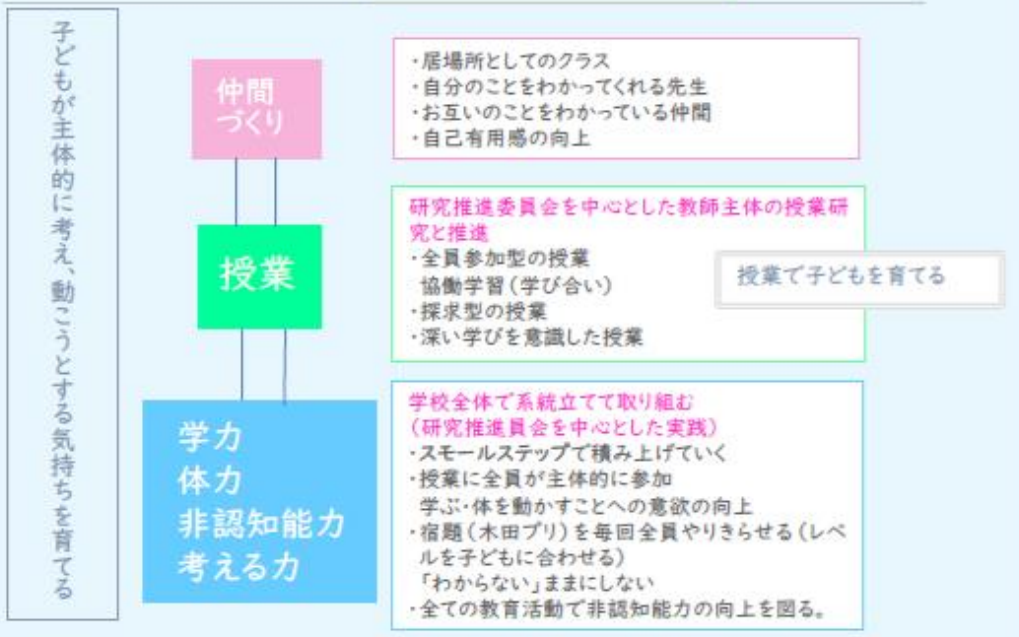 子どもが主体的に考え、動こうとする気持ちを育てる
仲間
づくり
・居場所としてのクラス
・自分のことをわかってくれる先生
・お互いのことをわかっている仲間
・自己有用感の向上
授業
研究推進委員会を中心とした教師主体の授業研
究と推進
・全員参加型の授業
協働学習(学び合い)
・探求型の授業
・深い学びを意識した授業
授業で子どもを育てる
学力
体力
非認知能力
考える力
学校全体で系統立てて取り組む
(研究推進員会を中心とした実践)
・スモールステップで積み上げていく
・授業に全員が主体的に参加
学ぶ・体を動かすことへの意欲の向上
・宿題(木田プリ)を毎回全員やりきらせる(レベ
ルを子どもに合わせる)
「わからない」ままにしない
・全ての教育活動で非認知能力の向上を図る。